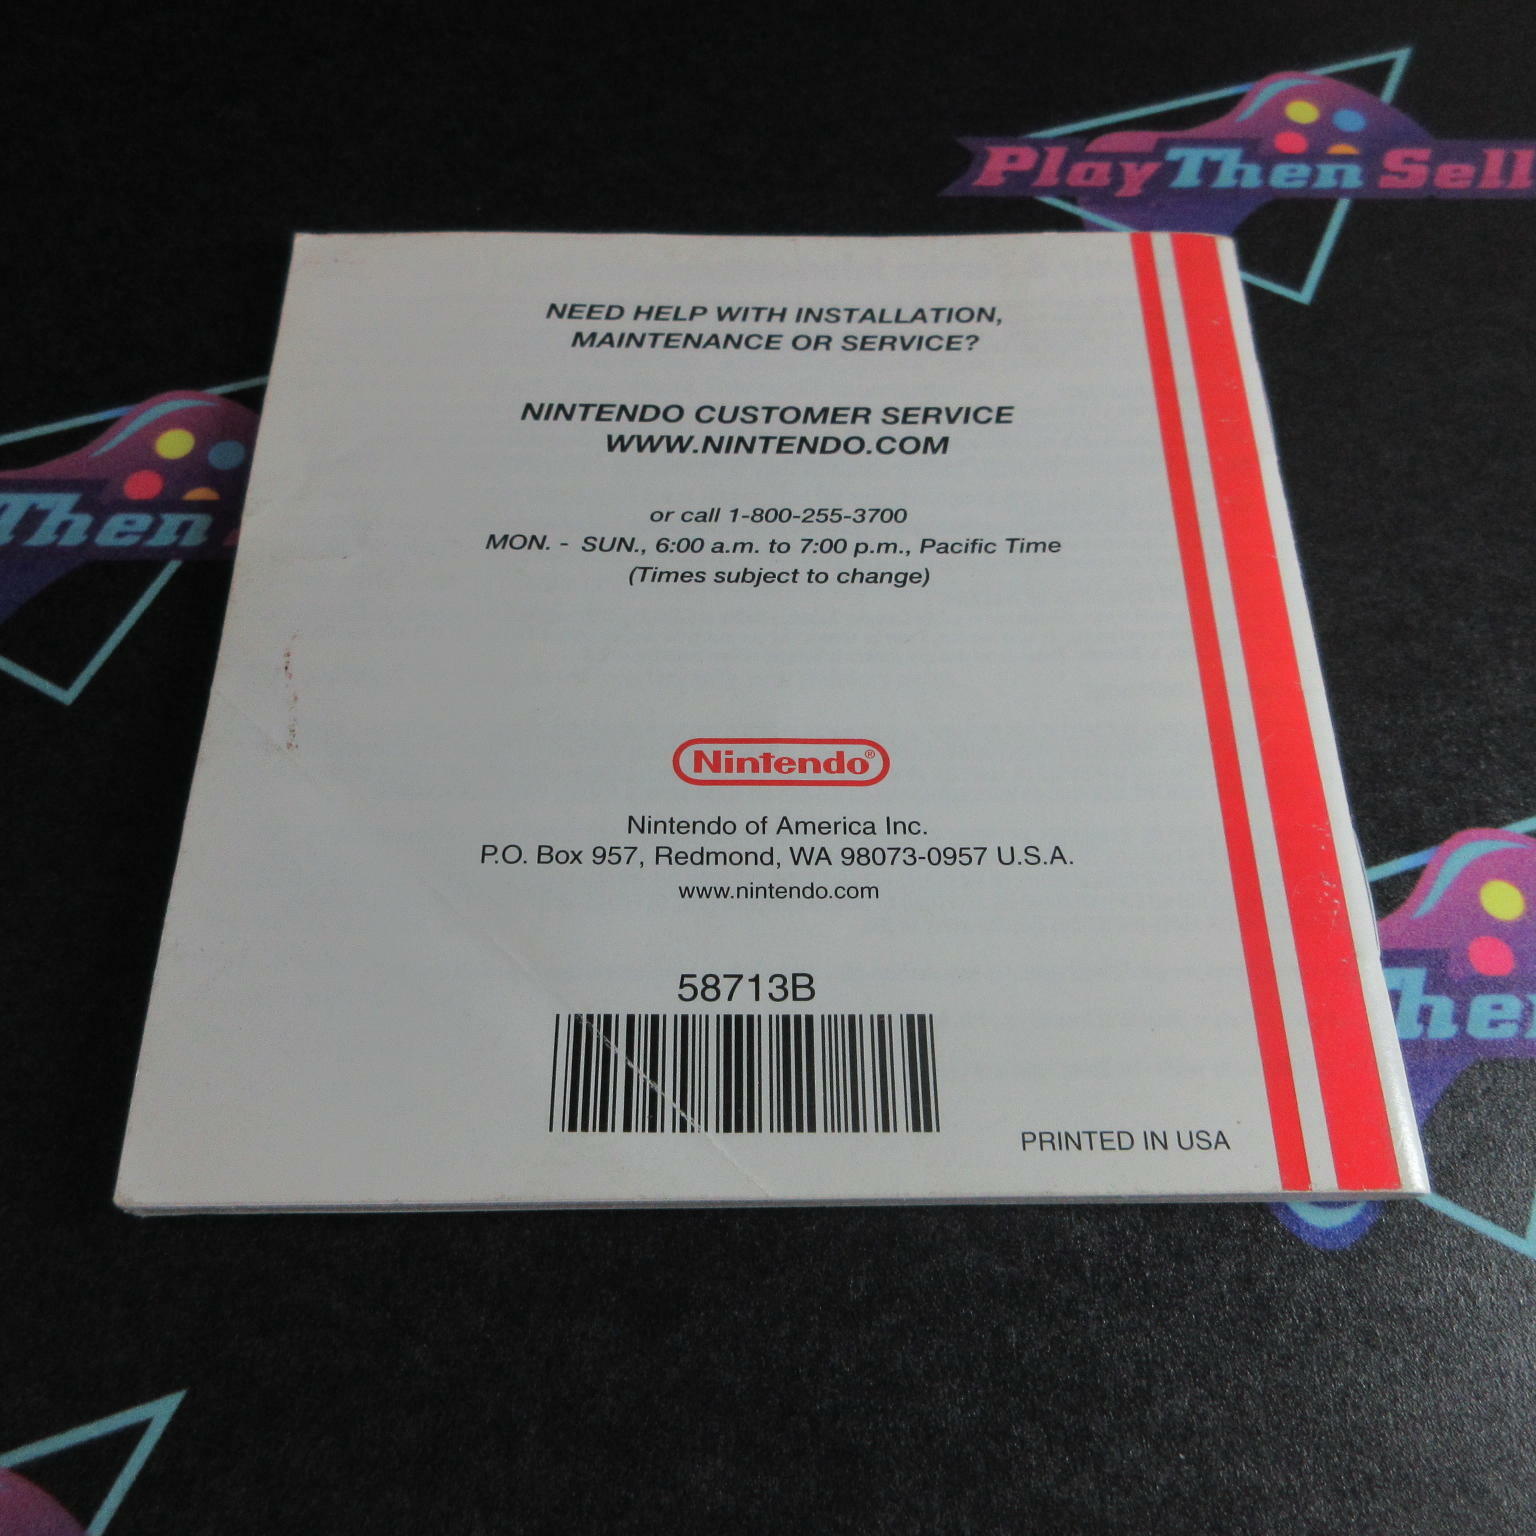 PlayThenSell
NEED HELP WITH INSTALLATION,
MAINTENANCE OR SERVICE?
NINTENDO CUSTOMER SERVICE
WWW.NINTENDO.COM
or call 1-800-255-3700
MON. - SUN., 6:00 a.m. to 7:00 p.m., Pacific Time
(Times subject to change)
Then
Nintendo®
Nintendo of America Inc.
P.O. Box 957, Redmond, WA 98073-0957 U.S.A.
www.nintendo.com
58713B
PRINTED IN USA